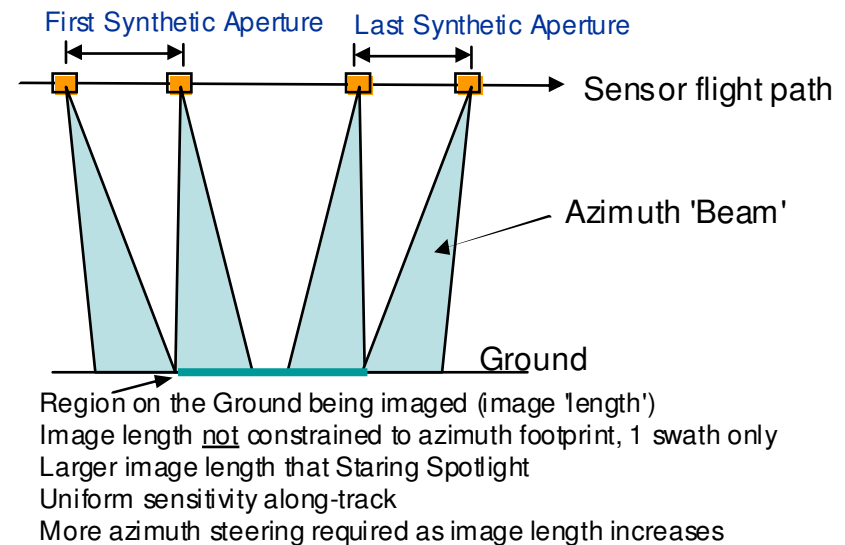 First Synthetic Aperture
Last Synthetic Aperture
Sensor flight path
Azimuth 'Beam'
Ground
Region on the Ground being imaged (image 'length')
Image length not constrained to azimuth footprint, 1 swath only
Larger image length that Staring Spotlight
Uniform sensitivity along-track
More azimuth steering required as image length increases